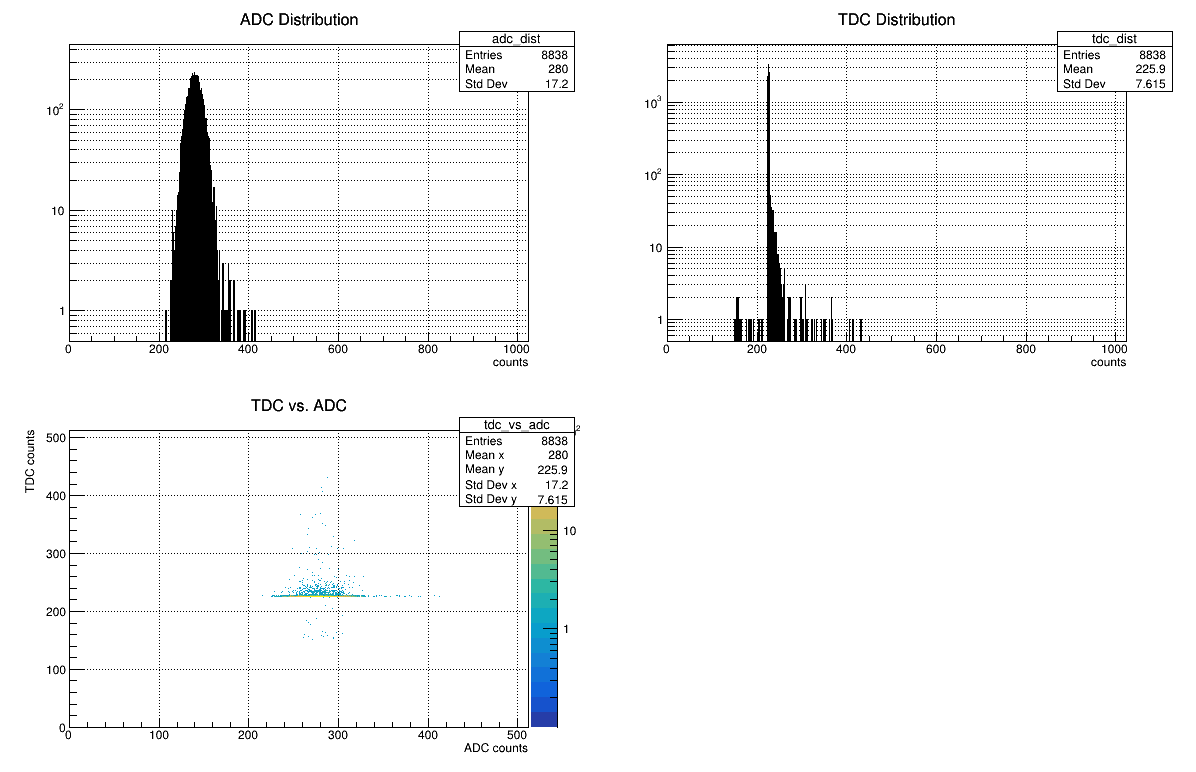 ADC Distribution
adc_dist
Entries 8838
Mean 280
Std Dev 17.2
10²
10
1
0 200 400 600 800 1000
counts
TDC Distribution
tdc_dist
Entries 8838
Mean 225.9
Std Dev 7.615
10³
10²
10
1
0 200 400 600 800 1000
counts
TDC vs. ADC
tdc_vs_adc
Entries 8838
Mean x 280
Mean y 225.9
Std Dev x 17.2
Std Dev y 7.615
TDC counts
500
400
300
200
100
0
0 100 200 300 400 500
ADC counts
2
10
1